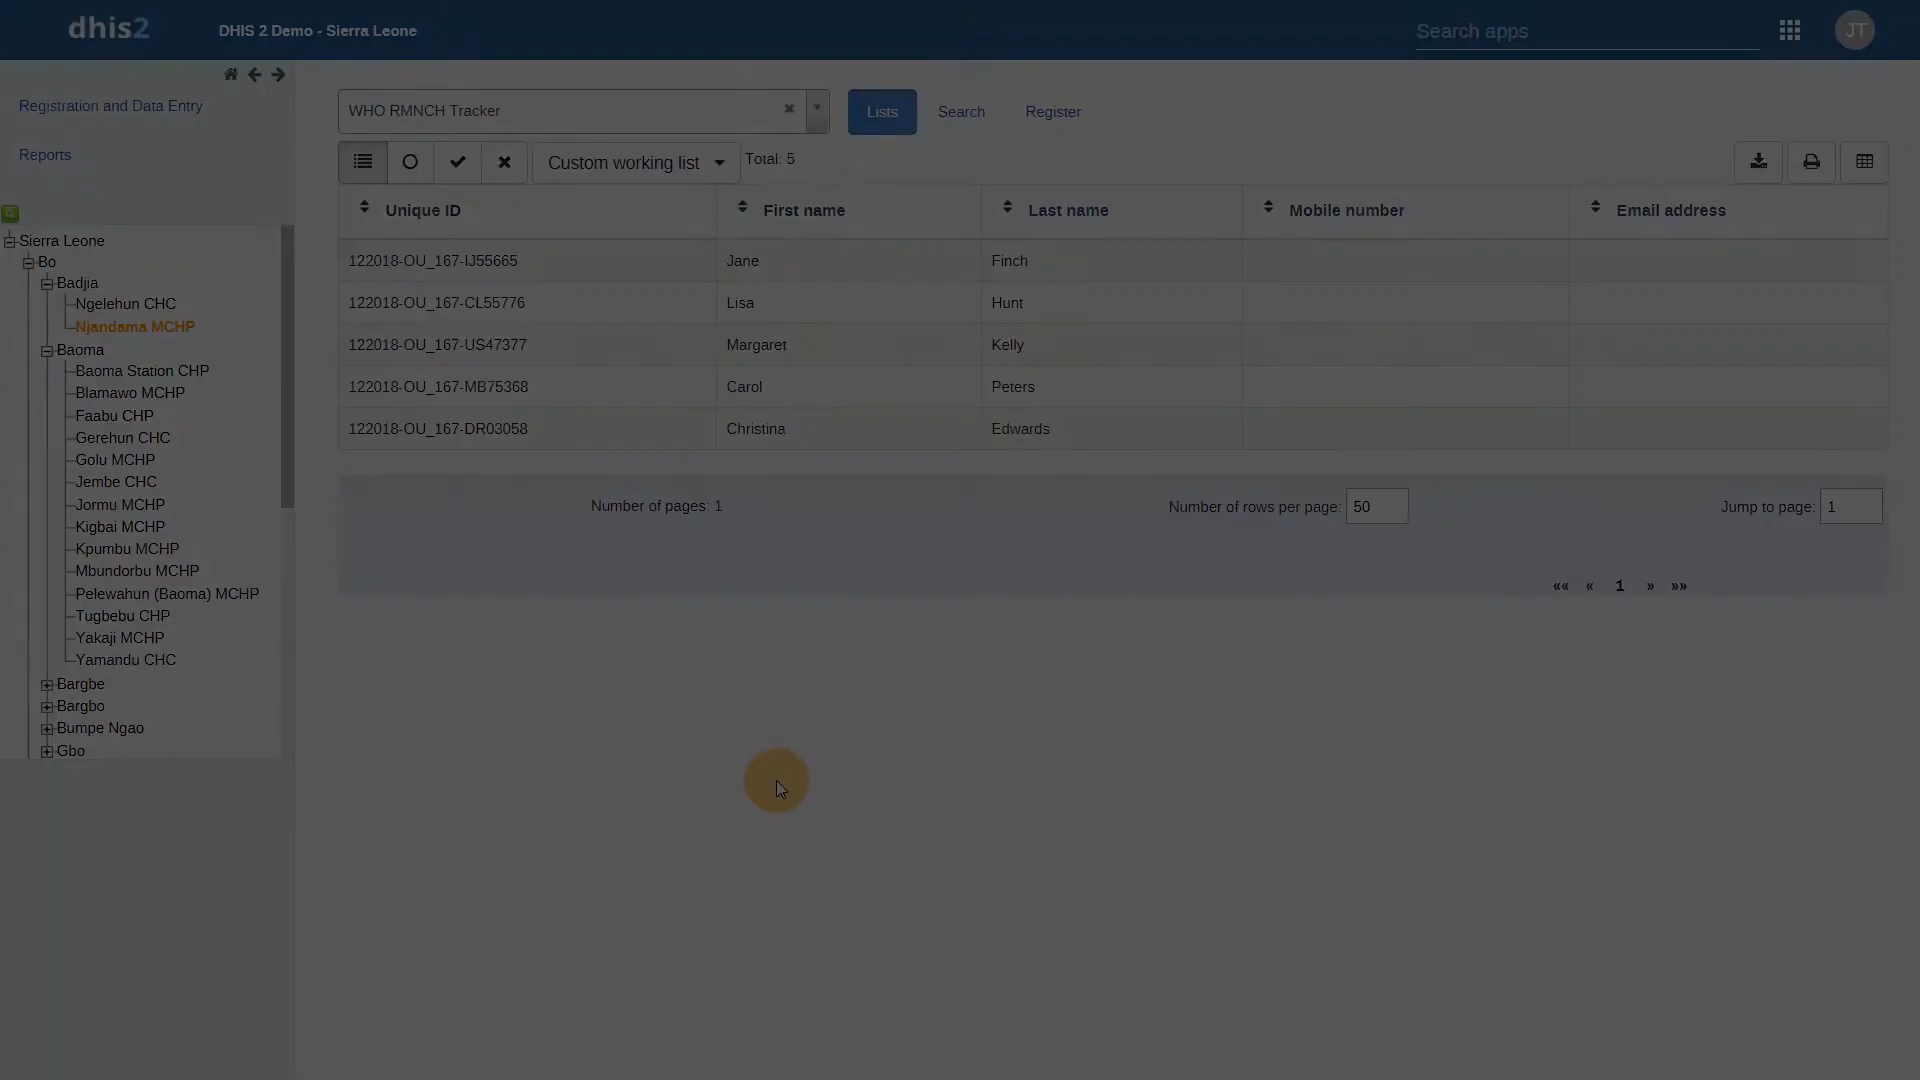 dhis2
DHIS 2 Demo - Sierra Leone
Search apps
JT
Registration and Data Entry
Reports
Sierra Leone
Bo
Badjia
Ngelehun CHC
Njandama MCHP
Baoma
Baoma Station CHP
Blamawo MCHP
Faabu CHP
Gerehun CHC
Golu MCHP
Jembe CHC
Jormu MCHP
Kigbai MCHP
Kpumbu MCHP
Mbundorbu MCHP
Pelewahun (Baoma) MCHP
Tugbebu CHP
Yakaji MCHP
Yamandu CHC
Bargbe
Bargbo
Bumpe Ngao
Gbo
WHO RMNCH Tracker
Lists Search Register
Custom working list Total: 5
Unique ID First name Last name Mobile number Email address
122018-OU_167-IJ55665 Jane Finch
122018-OU_167-CL55776 Lisa Hunt
122018-OU_167-US47377 Margaret Kelly
122018-OU_167-MB75368 Carol Peters
122018-OU_167-DR03058 Christina Edwards
Number of pages: 1 Number of rows per page: 50 Jump to page: 1
«« « 1 » »»